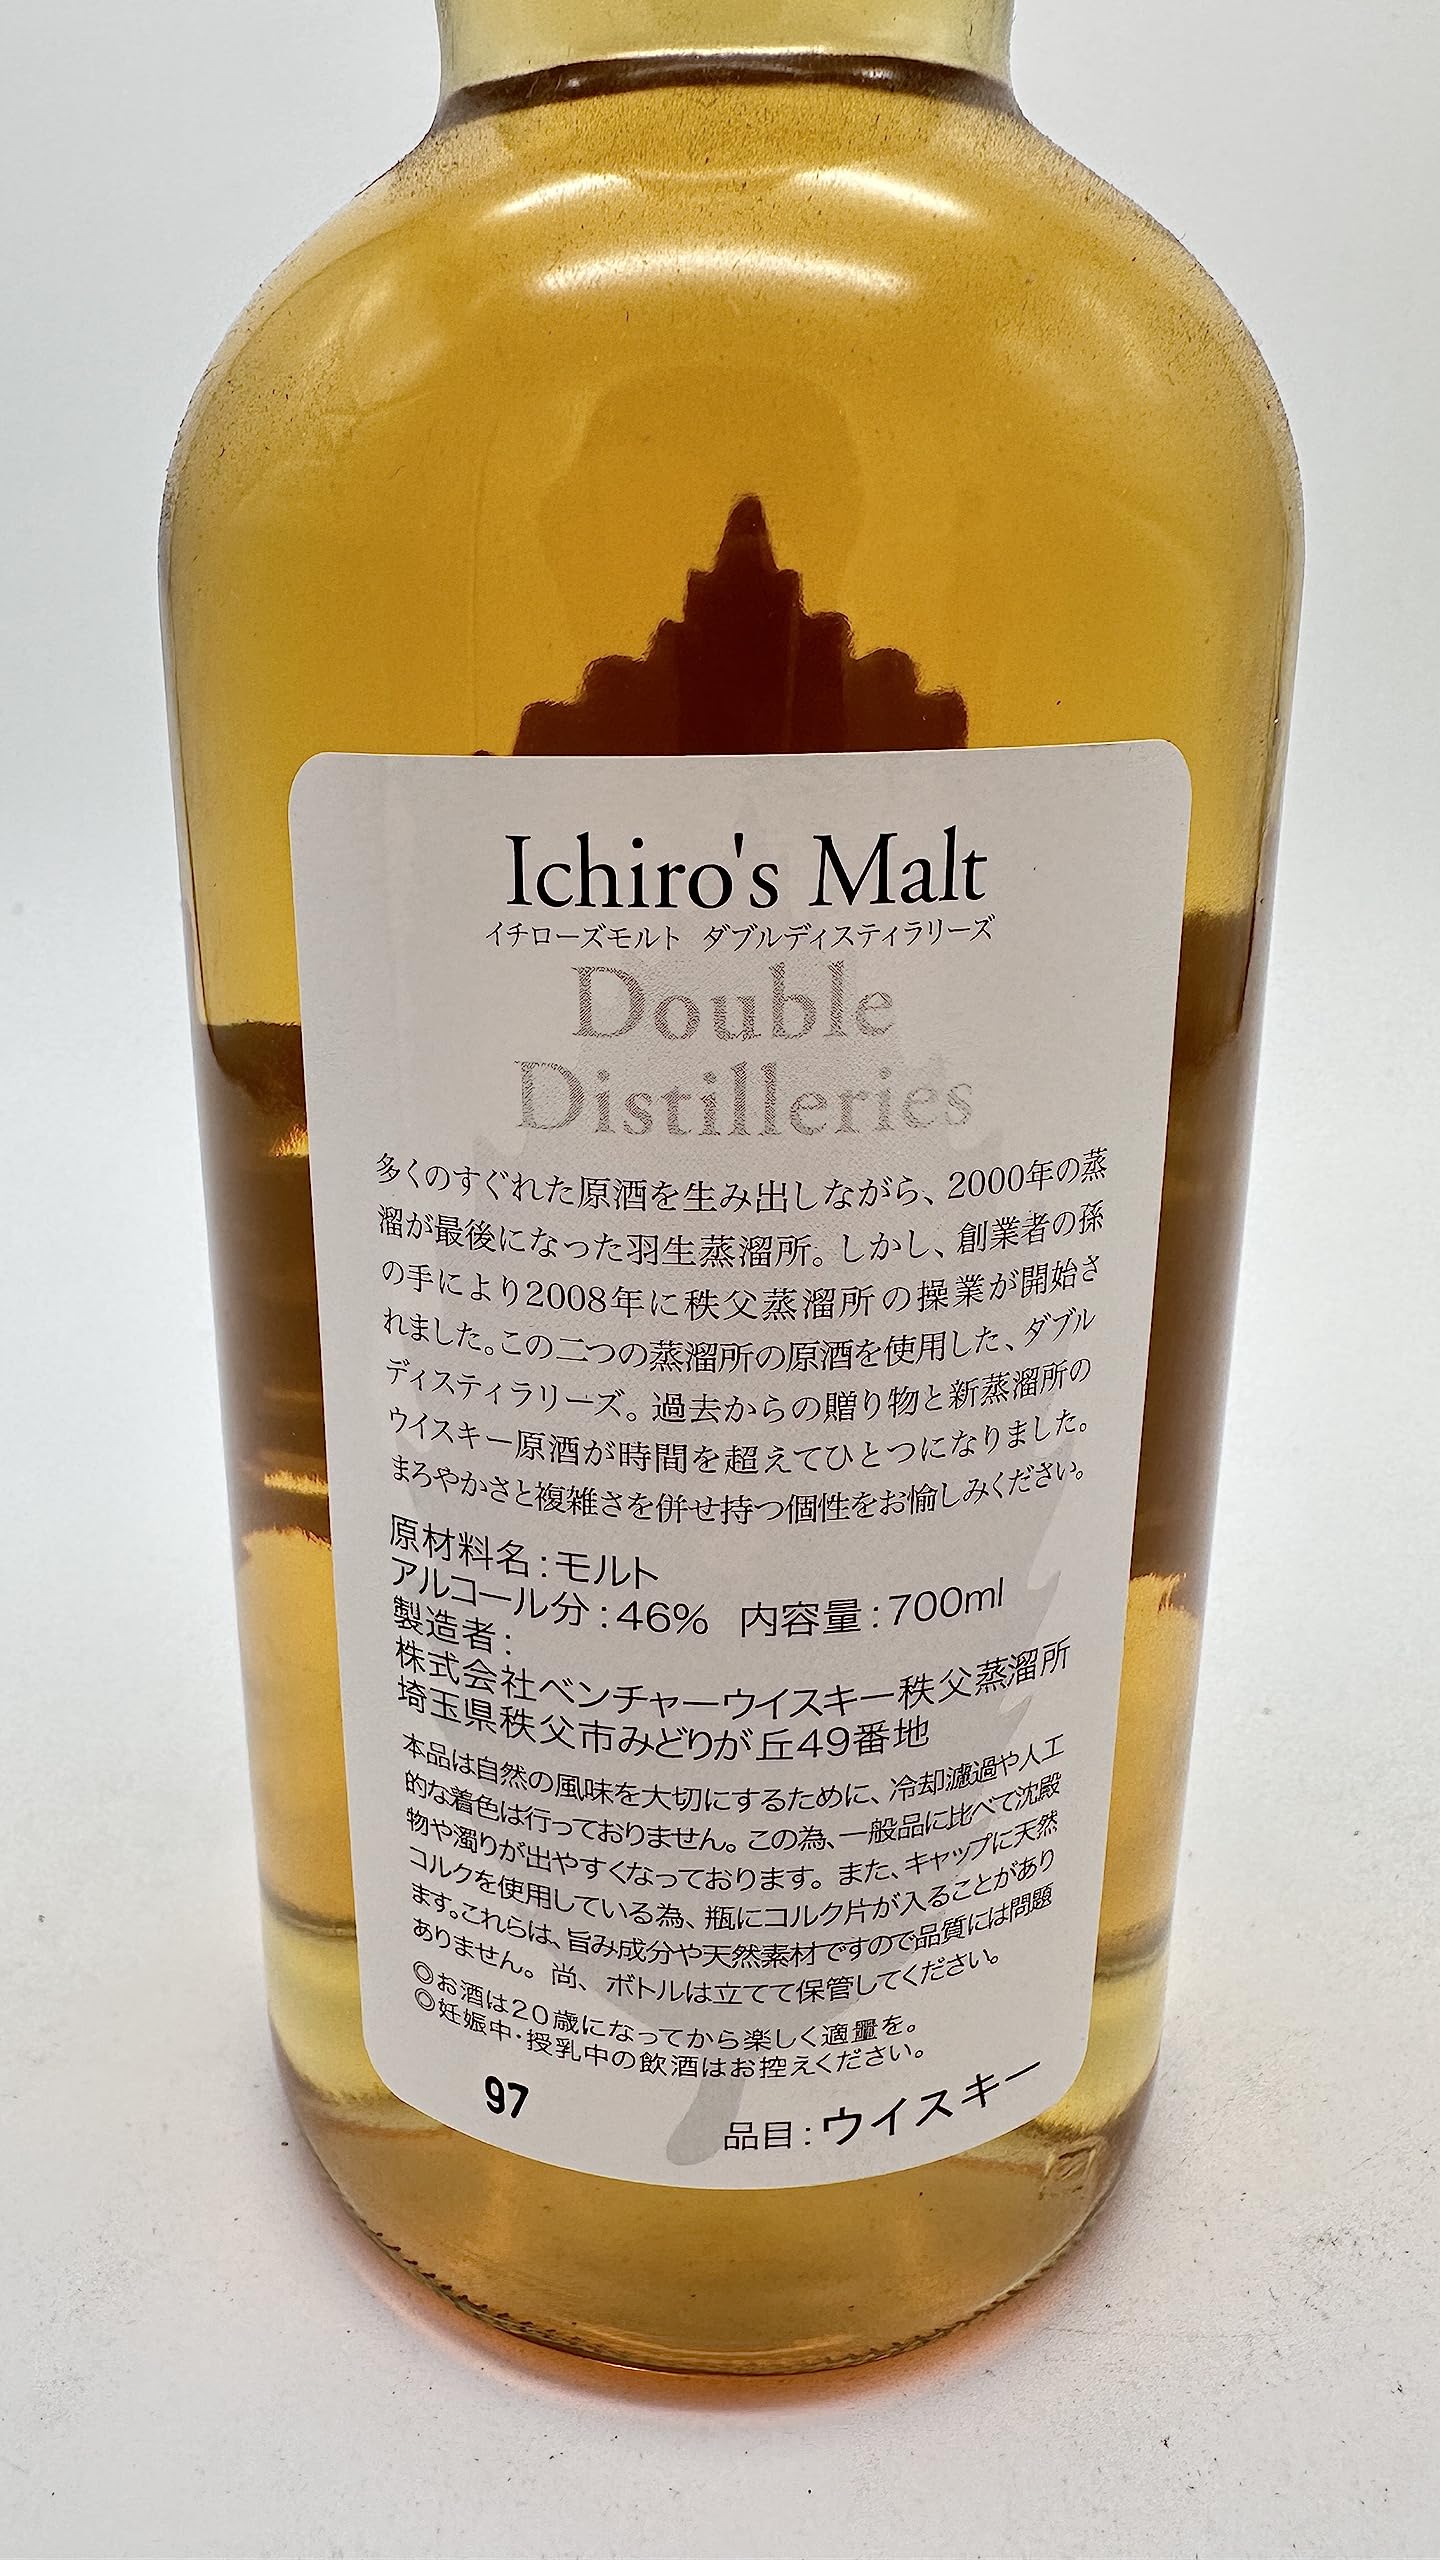 Ichiro's Malt
イチローズモルト ダブルディスティラリーズ
Double
Distilleries
多くのすぐれた原酒を生み出しながら、2000年の蒸
溜が最後になった羽生蒸溜所。しかし、創業者の孫
の手により2008年に秩父蒸溜所の操業が開始さ
れました。この二つの蒸溜所の原酒を使用した、ダブル
ディスティラリーズ。過去からの贈り物と新蒸溜所の
ウイスキー原酒が時間を超えてひとつになりました。
まろやかさと複雑さを併せ持つ個性をお愉しみください。
原材料名:モルト
アルコール分:46% 内容量:700ml
製造者:
株式会社ベンチャーウイスキー秩父蒸溜所
埼玉県秩父市みどりが丘49番地
本品は自然の風味を大切にするために、冷却濾過や人工
的な着色は行っておりません。この為、一般品に比べて沈殿
物や濁りが出やすくなっております。また、キャップに天然
コルクを使用している為、瓶にコルク片が入ることがあり
ます。これらは、旨み成分や天然素材ですので品質には問題
ありません。尚、ボトルは立てて保管してください。
◎お酒は20歳になってから楽しく適量を。
◎妊娠中・授乳中の飲酒はお控えください。
97
品目:ウイスキー